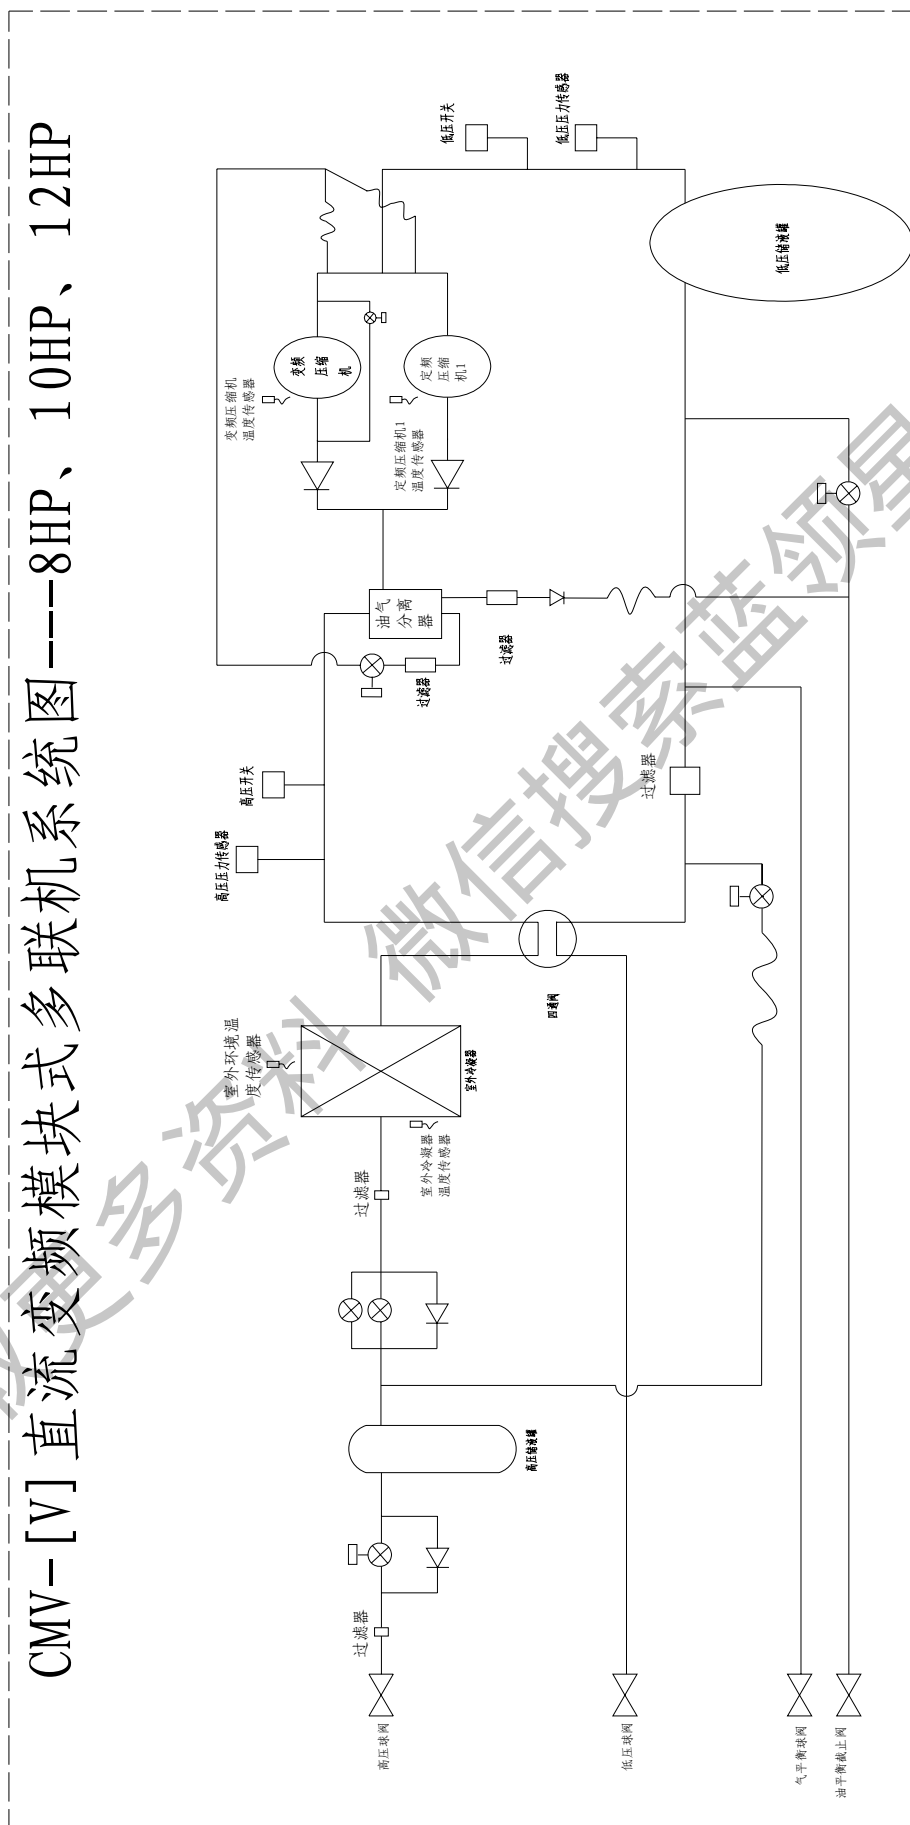 CMV-[V]直流变频模块式多联机系统图---8HP、10HP、12HP
低压开关
低压压力传感器
低压储液罐
变频
压缩
机
定频
压缩
机1
变频压缩机
温度传感器
定频压缩机1
温度传感器
油气
分离
器
过滤器
过滤器
高压开关
高压压力传感器
过滤器
四通阀
室外环境温
度传感器
室外冷凝器
室外冷凝器
温度传感器
过滤器
高压储液罐
过滤器
高压球阀
低压球阀
气平衡球阀
油平衡截止阀
更多资料 微信搜索蓝领星